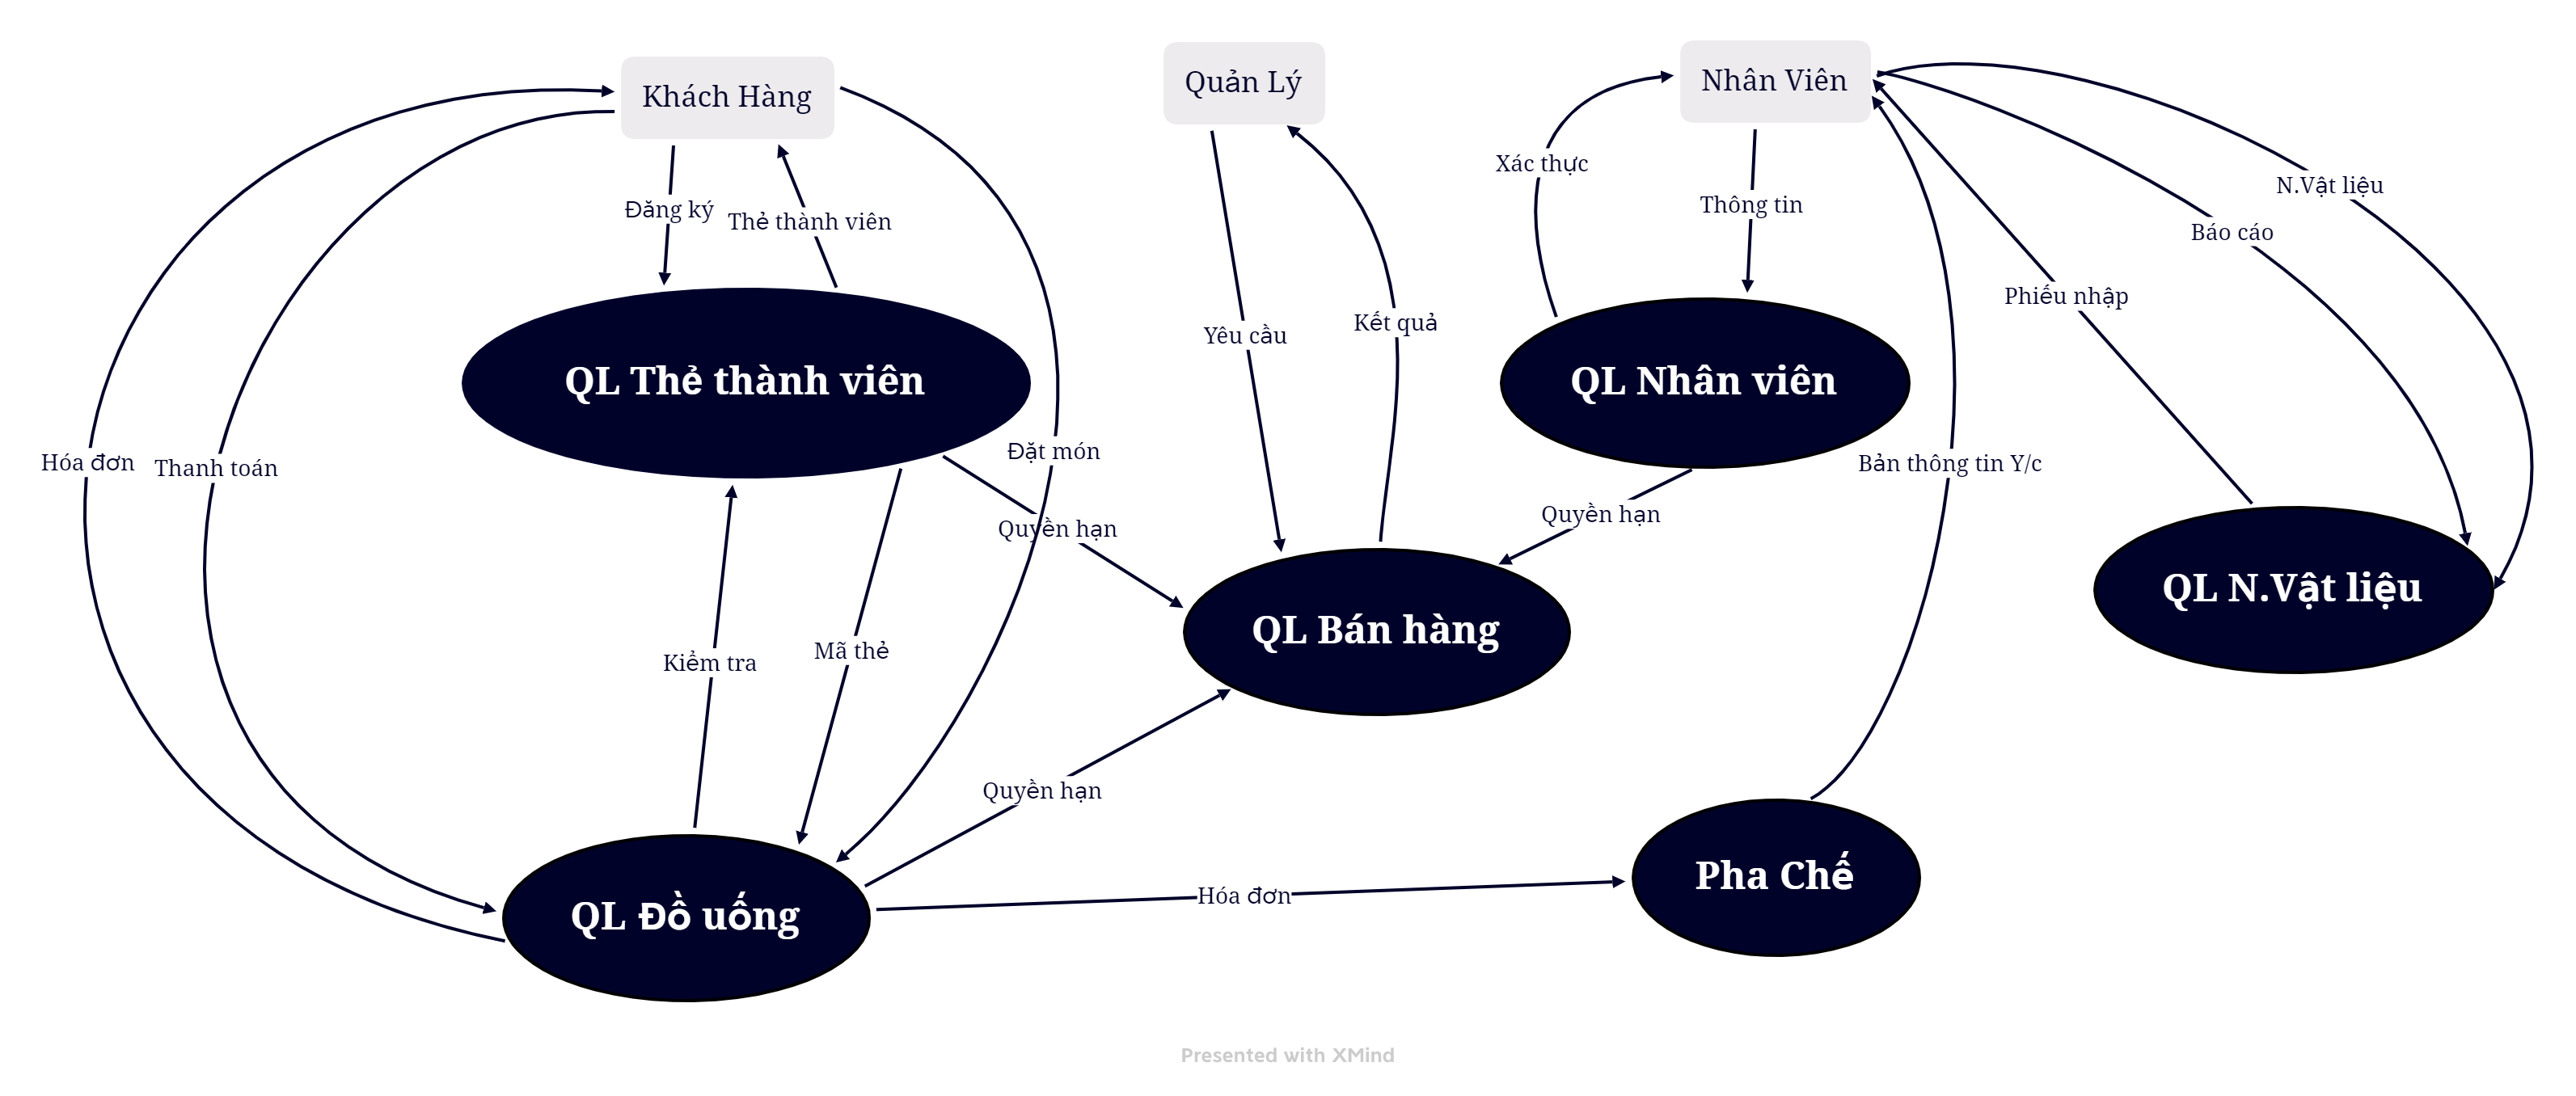 Khách Hàng
Quản Lý
Nhân Viên
Xác thực
N.Vật liệu
Đăng ký
Thẻ thành viên
Thông tin
Báo cáo
Phiếu nhập
Yêu cầu
Kết quả
QL Thẻ thành viên
QL Nhân viên
Hóa đơn
Thanh toán
Đặt món
Bản thông tin Y/c
Quyền hạn
Quyền hạn
QL N.Vật liệu
QL Bán hàng
Kiểm tra
Mã thẻ
Quyền hạn
Pha Chế
Hóa đơn
QL Đồ uống
Presented with XMind